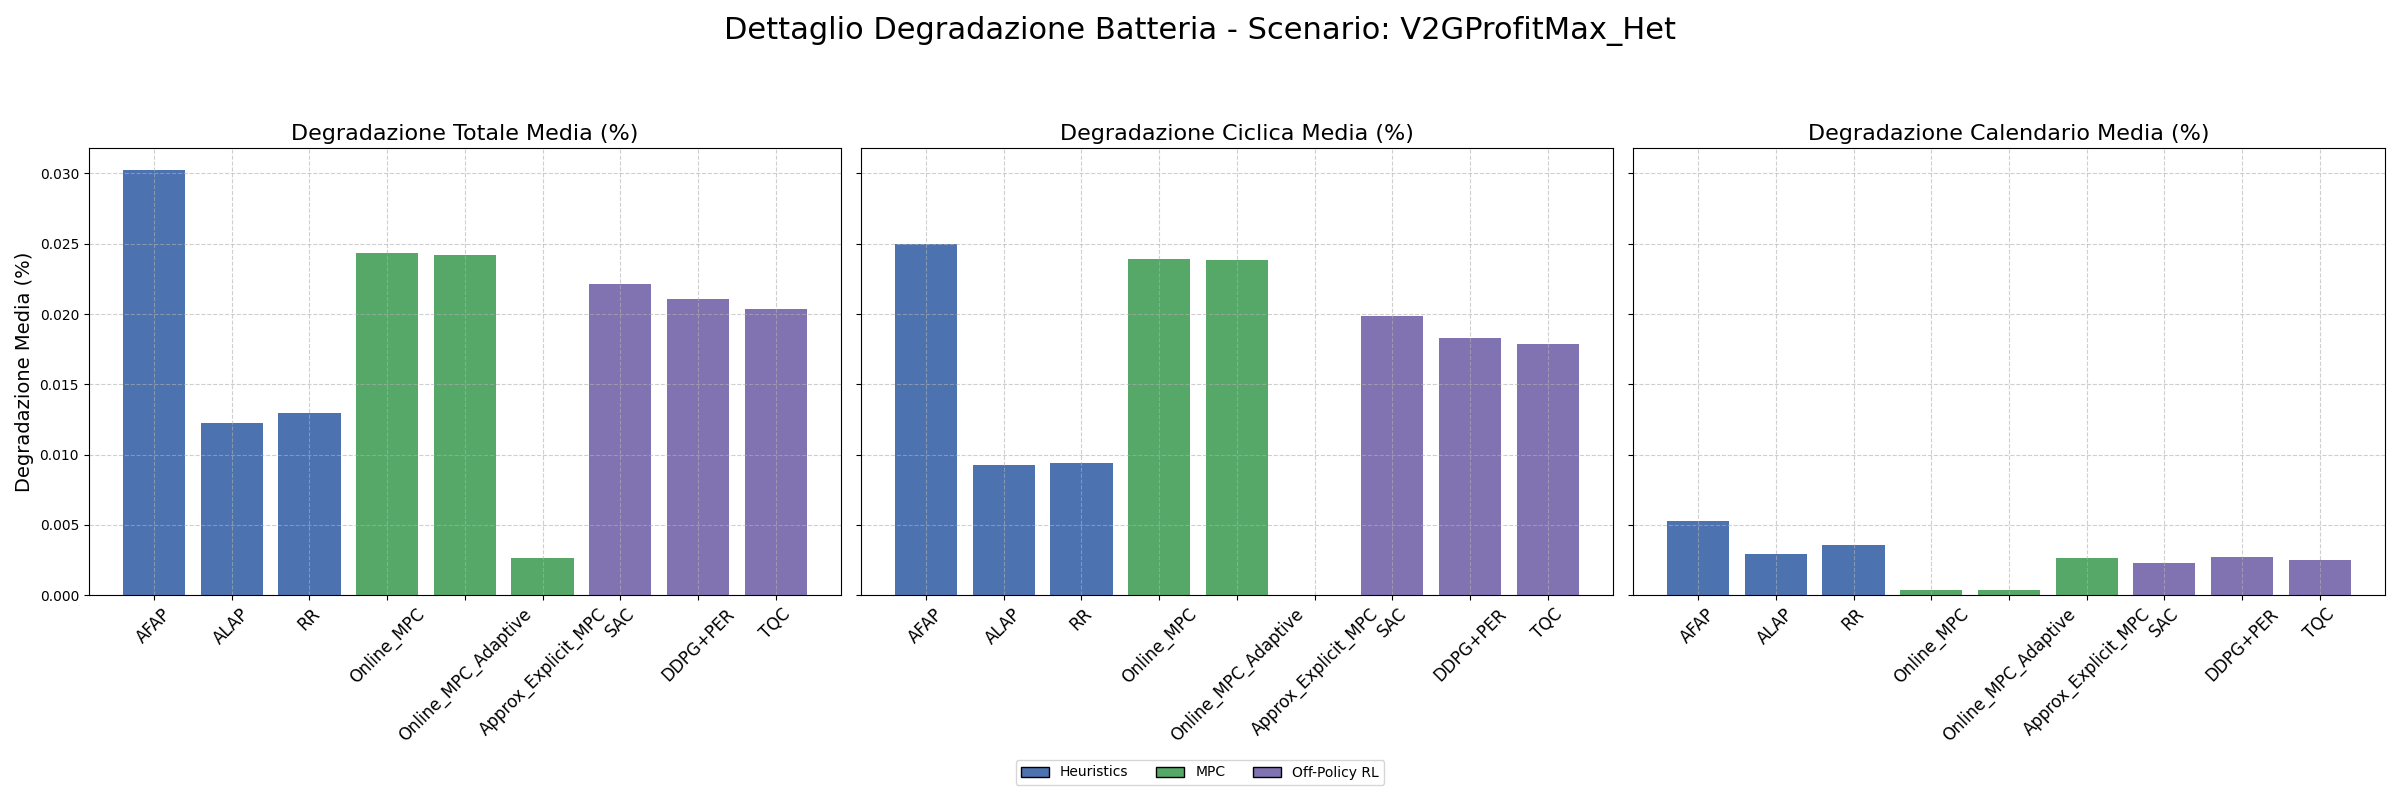 Dettaglio Degradazione Batteria - Scenario: V2GProfitMax_Het
Degradazione Totale Media (%)
Degradazione Media (%)
0.030
0.025
0.020
0.015
0.010
0.005
0.000
AFAP
ALAP
RR
Online_MPC
Online_MPC_Adaptive
Approx_Explicit_MPC
SAC
DDPG+PER
TQC
Degradazione Ciclica Media (%)
AFAP
ALAP
RR
Online_MPC
Online_MPC_Adaptive
Approx_Explicit_MPC
SAC
DDPG+PER
TQC
Degradazione Calendario Media (%)
AFAP
ALAP
RR
Online_MPC
Online_MPC_Adaptive
Approx_Explicit_MPC
SAC
DDPG+PER
TQC
Heuristics
MPC
Off-Policy RL